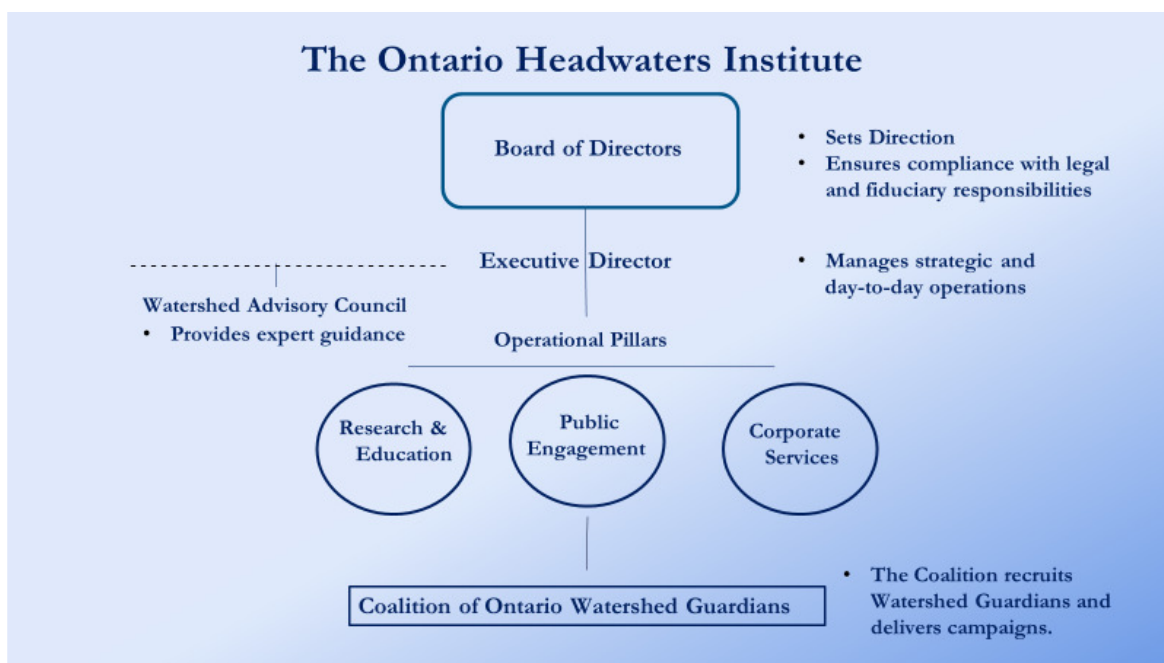 The Ontario Headwaters Institute
Board of Directors
• Sets Direction
• Ensures compliance with legal
and fiduciary responsibilities
Executive Director
• Manages strategic and
day-to-day operations
Watershed Advisory Council
• Provides expert guidance
Operational Pillars
Research &
Education
Public
Engagement
Corporate
Services
Coalition of Ontario Watershed Guardians
• The Coalition recruits
Watershed Guardians and
delivers campaigns.